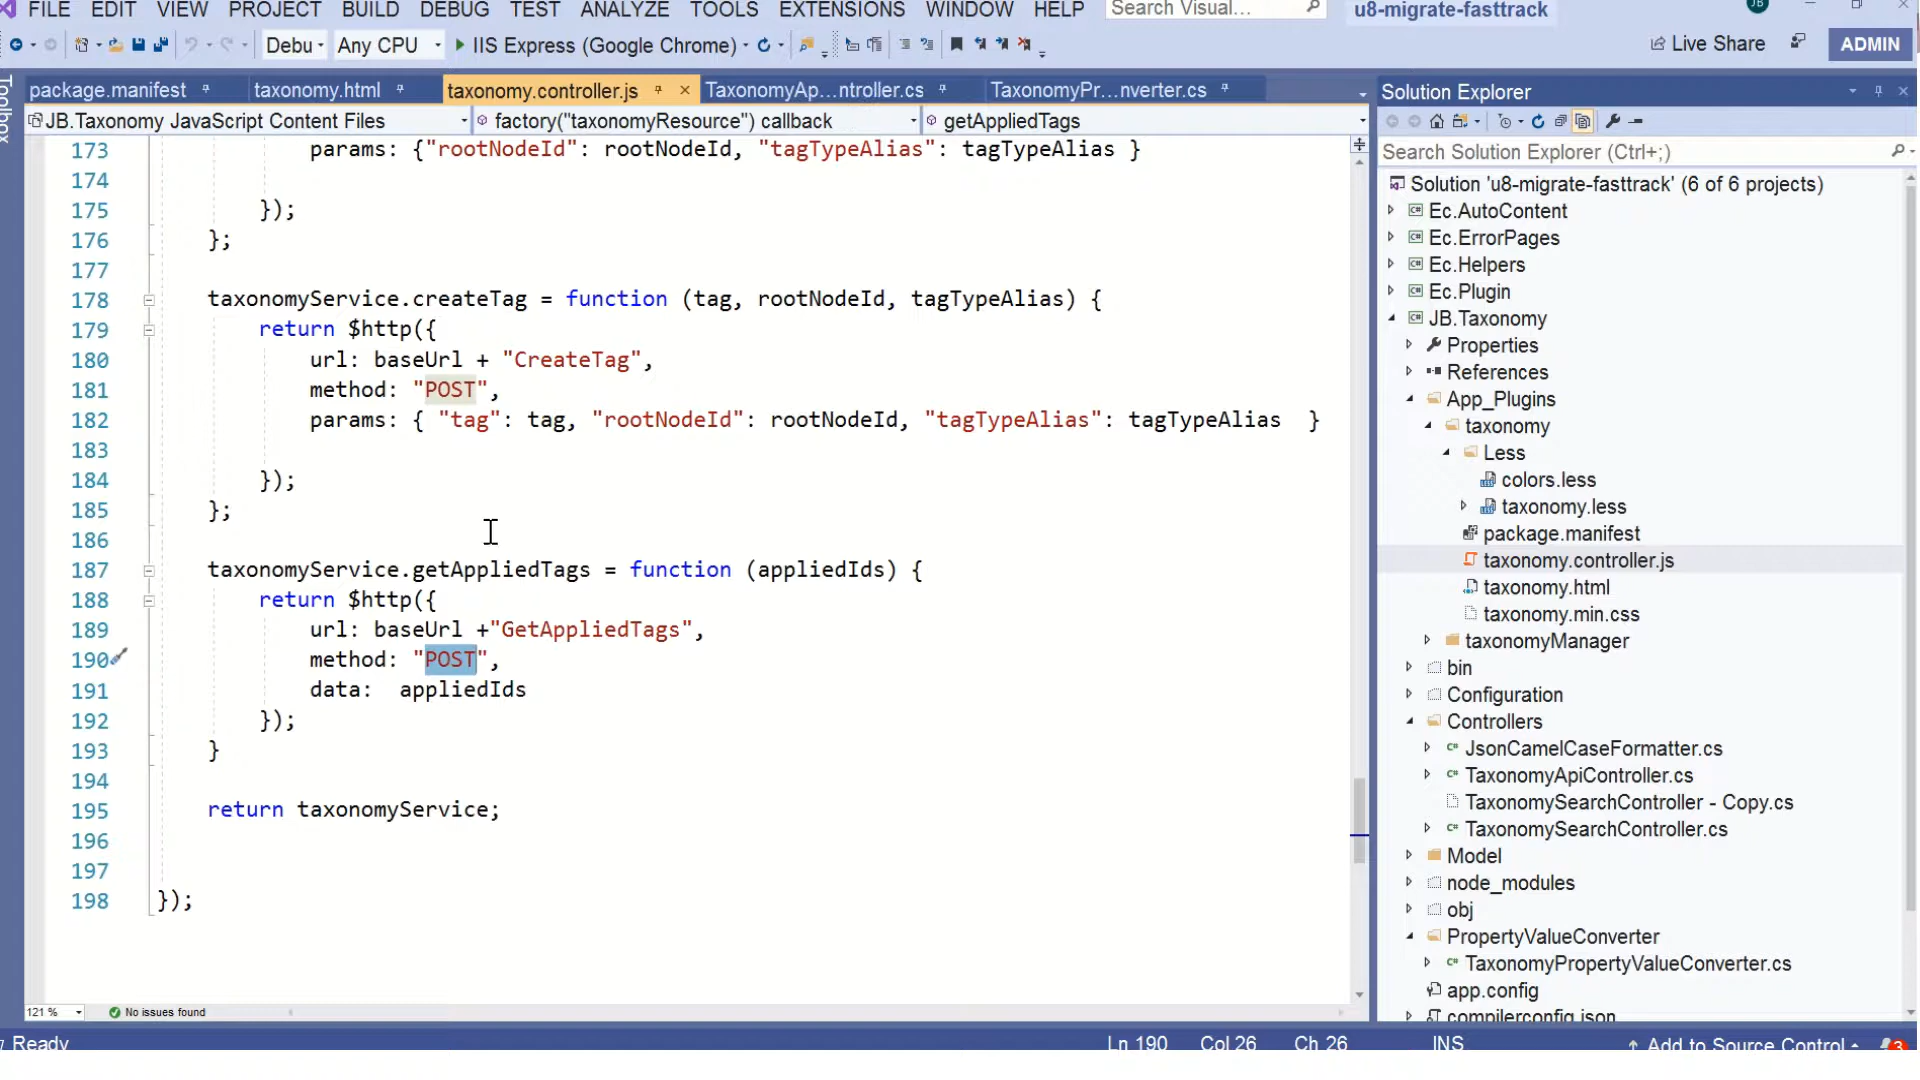 FILE EDIT VIEW PROJECT BUILD DEBUG TEST ANALYZE TOOLS EXTENSIONS WINDOW HELP Search Visual... u8-migrate-fasttrack JB
Debu Any CPU IIS Express (Google Chrome) Live Share ADMIN
Toolbox
package.manifest taxonomy.html taxonomy.controller.js TaxonomyAp...ntroller.cs TaxonomyPr...nverter.cs
JB.Taxonomy JavaScript Content Files factory("taxonomyResource") callback getAppliedTags
173 params: {"rootNodeId": rootNodeId, "tagTypeAlias": tagTypeAlias }
174
175 });
176 };
177
178 taxonomyService.createTag = function (tag, rootNodeId, tagTypeAlias) {
179 return $http({
180 url: baseUrl + "CreateTag",
181 method: "POST",
182 params: { "tag": tag, "rootNodeId": rootNodeId, "tagTypeAlias": tagTypeAlias }
183
184 });
185 };
186
187 taxonomyService.getAppliedTags = function (appliedIds) {
188 return $http({
189 url: baseUrl +"GetAppliedTags",
190 method: "POST",
191 data: appliedIds
192 });
193 }
194
195 return taxonomyService;
196
197
198 });
121 % No issues found
Solution Explorer
Search Solution Explorer (Ctrl+;)
Solution 'u8-migrate-fasttrack' (6 of 6 projects)
Ec.AutoContent
Ec.ErrorPages
Ec.Helpers
Ec.Plugin
JB.Taxonomy
Properties
References
App_Plugins
taxonomy
Less
colors.less
taxonomy.less
package.manifest
taxonomy.controller.js
taxonomy.html
taxonomy.min.css
taxonomyManager
bin
Configuration
Controllers
JsonCamelCaseFormatter.cs
TaxonomyApiController.cs
TaxonomySearchController - Copy.cs
TaxonomySearchController.cs
Model
node_modules
obj
PropertyValueConverter
TaxonomyPropertyValueConverter.cs
app.config
compilerconfig.json
Ready Ln 190 Col 26 Ch 26 INS Add to Source Control 3